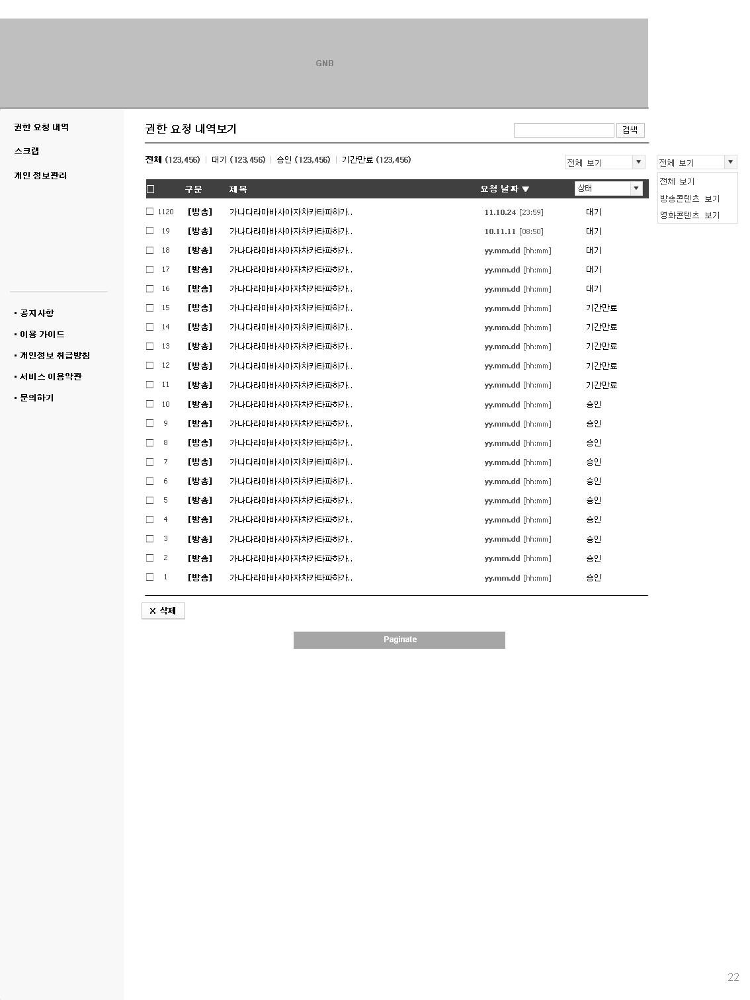 GNB
권한 요청 내역
스크랩
개인 정보관리
• 공지사항
• 이용 가이드
• 개인정보 취급방침
• 서비스 이용약관
• 문의하기
권한 요청 내역보기
검색
전체 (123,456) | 대기 (123,456) | 승인 (123,456) | 기간만료 (123,456)
전체 보기 ▼
구분 제목 요청 날짜 ▼ 상태 ▼
1120 [방송] 가나다라마바사아자차카타파하가.. 11.10.24 [23:59] 대기
19 [방송] 가나다라마바사아자차카타파하가.. 10.11.11 [08:50] 대기
18 [방송] 가나다라마바사아자차카타파하가.. yy.mm.dd [hh:mm] 대기
17 [방송] 가나다라마바사아자차카타파하가.. yy.mm.dd [hh:mm] 대기
16 [방송] 가나다라마바사아자차카타파하가.. yy.mm.dd [hh:mm] 대기
15 [방송] 가나다라마바사아자차카타파하가.. yy.mm.dd [hh:mm] 기간만료
14 [방송] 가나다라마바사아자차카타파하가.. yy.mm.dd [hh:mm] 기간만료
13 [방송] 가나다라마바사아자차카타파하가.. yy.mm.dd [hh:mm] 기간만료
12 [방송] 가나다라마바사아자차카타파하가.. yy.mm.dd [hh:mm] 기간만료
11 [방송] 가나다라마바사아자차카타파하가.. yy.mm.dd [hh:mm] 기간만료
10 [방송] 가나다라마바사아자차카타파하가.. yy.mm.dd [hh:mm] 승인
9 [방송] 가나다라마바사아자차카타파하가.. yy.mm.dd [hh:mm] 승인
8 [방송] 가나다라마바사아자차카타파하가.. yy.mm.dd [hh:mm] 승인
7 [방송] 가나다라마바사아자차카타파하가.. yy.mm.dd [hh:mm] 승인
6 [방송] 가나다라마바사아자차카타파하가.. yy.mm.dd [hh:mm] 승인
5 [방송] 가나다라마바사아자차카타파하가.. yy.mm.dd [hh:mm] 승인
4 [방송] 가나다라마바사아자차카타파하가.. yy.mm.dd [hh:mm] 승인
3 [방송] 가나다라마바사아자차카타파하가.. yy.mm.dd [hh:mm] 승인
2 [방송] 가나다라마바사아자차카타파하가.. yy.mm.dd [hh:mm] 승인
1 [방송] 가나다라마바사아자차카타파하가.. yy.mm.dd [hh:mm] 승인
X 삭제
Paginate
전체 보기 ▼
전체 보기
방송콘텐츠 보기
영화콘텐츠 보기
22